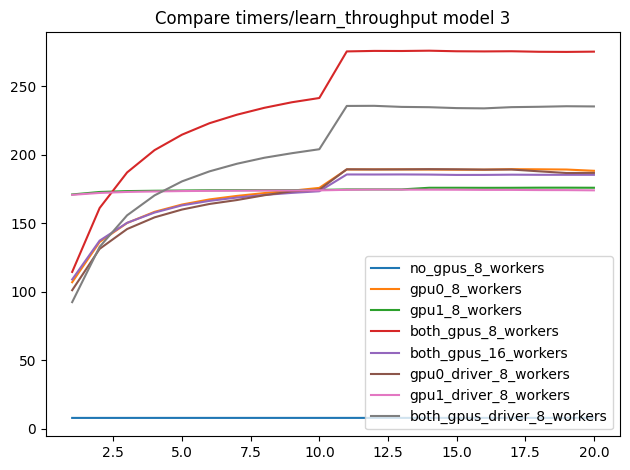 Compare timers/learn_throughput model 3
250
200
150
100
50
0
no_gpus_8_workers
gpu0_8_workers
gpu1_8_workers
both_gpus_8_workers
both_gpus_16_workers
gpu0_driver_8_workers
gpu1_driver_8_workers
both_gpus_driver_8_workers
2.5 5.0 7.5 10.0 12.5 15.0 17.5 20.0